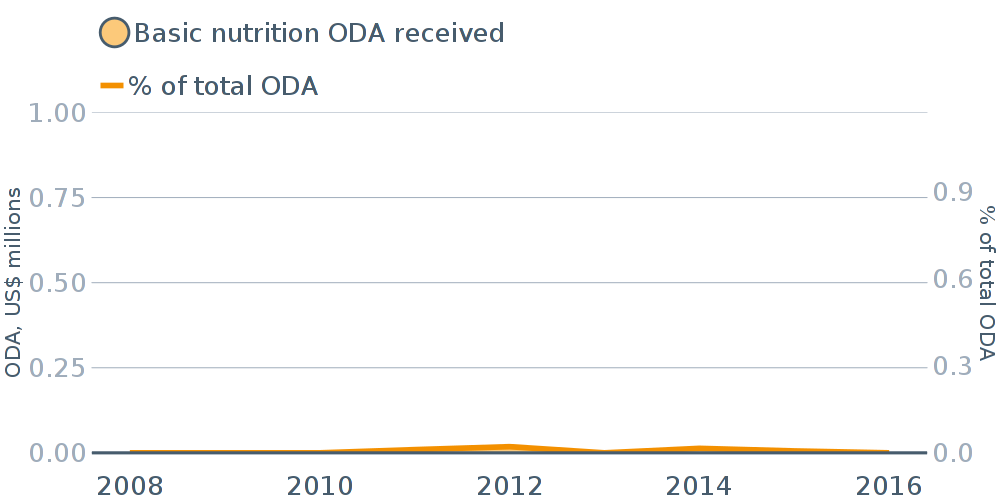 Basic nutrition ODA received
% of total ODA
1.00
0.75
0.50
0.25
0.00
ODA, US$ millions
0.9
0.6
0.3
0.0
% of total ODA
2008 2010 2012 2014 2016